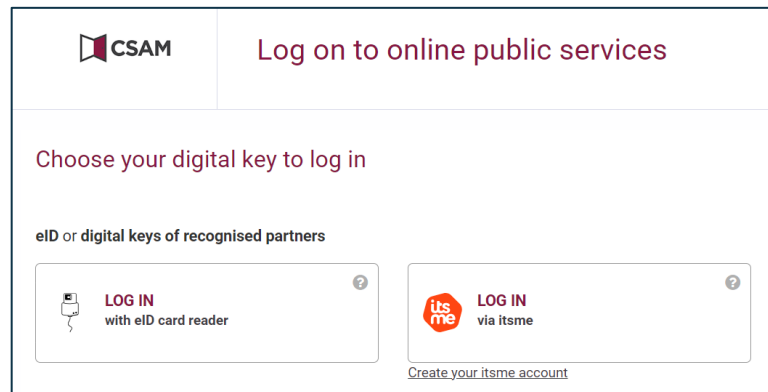 CSAM
Log on to online public services
Choose your digital key to log in
eID or digital keys of recognised partners
?
LOG IN
with eID card reader
?
its
me
LOG IN
via itsme
Create your itsme account